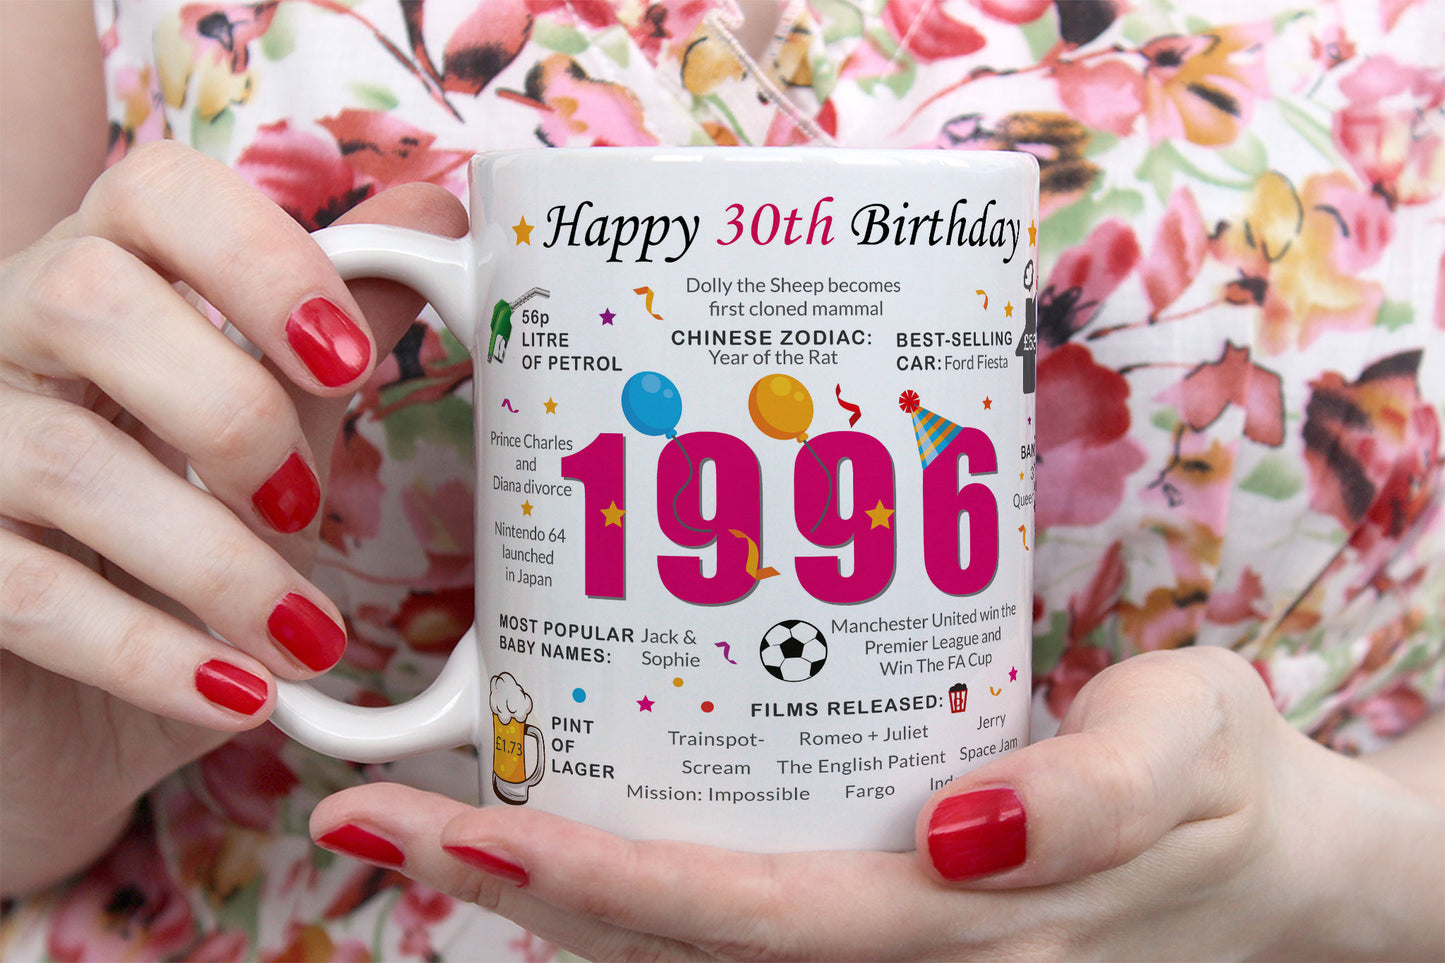 Happy 30th Birthday
Dolly the Sheep becomes
first cloned mammal
56p
LITRE
OF PETROL
CHINESE ZODIAC:
Year of the Rat
BEST-SELLING
CAR: Ford Fiesta
Prince Charles
and
Diana divorce
Nintendo 64
launched
in Japan
1996
MOST POPULAR
BABY NAMES:
Jack &
Sophie
Manchester United win the
Premier League and
Win The FA Cup
£1.73
PINT
OF
LAGER
FILMS RELEASED:
Trainspot-
Romeo + Juliet
Jerry
Scream
The English Patient
Space Jam
Mission: Impossible
Fargo